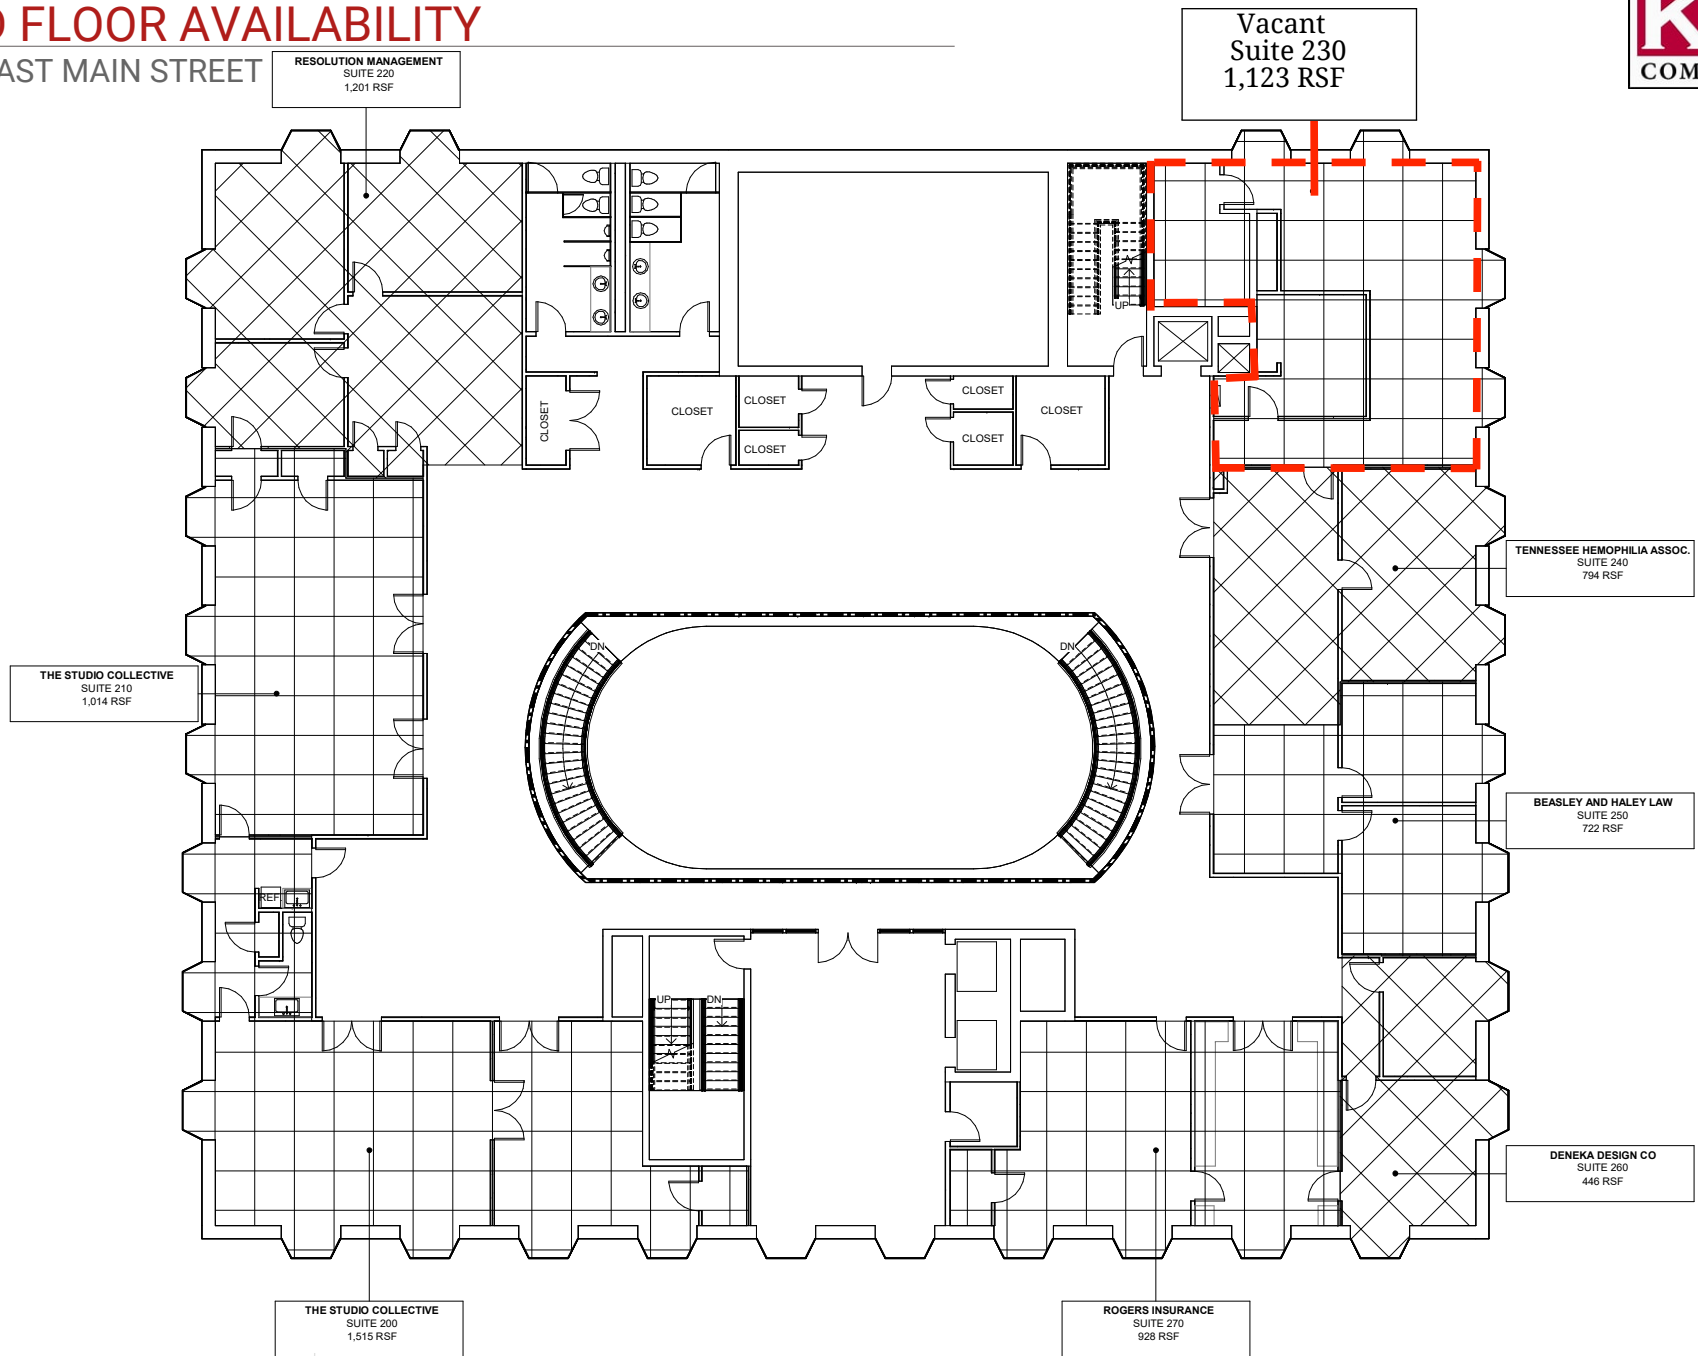 FLOOR AVAILABILITY
AST MAIN STREET
RESOLUTION MANAGEMENT
SUITE 220
1,201 RSF
Vacant
Suite 230
1,123 RSF
K
COM
UP
CLOSET
CLOSET
CLOSET
CLOSET
CLOSET
CLOSET
CLOSET
TENNESSEE HEMOPHILIA ASSOC.
SUITE 240
794 RSF
DN
DN
THE STUDIO COLLECTIVE
SUITE 210
1,014 RSF
BEASLEY AND HALEY LAW
SUITE 250
722 RSF
REF.
UP
DN
DENEKA DESIGN CO
SUITE 260
446 RSF
THE STUDIO COLLECTIVE
SUITE 200
1,515 RSF
ROGERS INSURANCE
SUITE 270
928 RSF